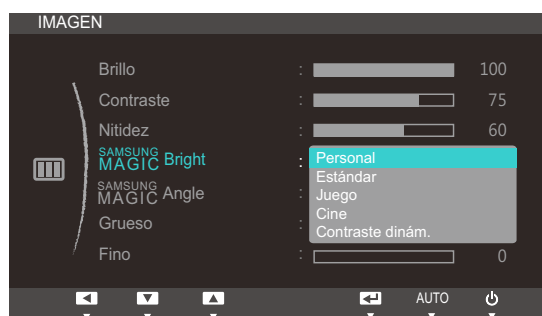 IMAGEN
Brillo : 100
Contraste : 75
Nitidez : 60
SAMSUNG MAGIC Bright : Personal
Estándar
Juego
Cine
Contraste dinám.
SAMSUNG MAGIC Angle :
Grueso :
Fino : 0
AUTO